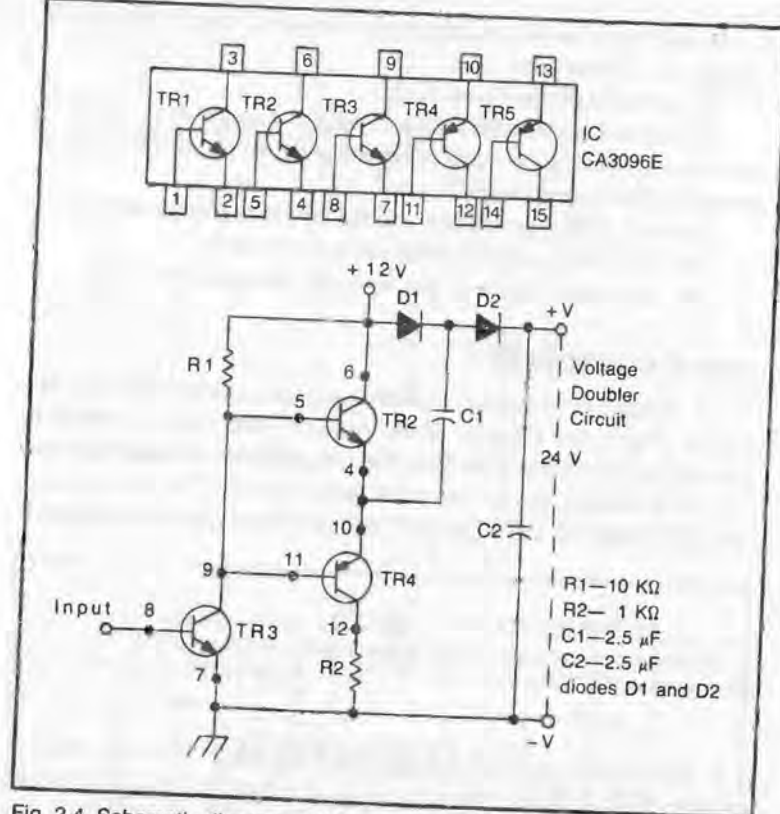 3 6 9 10 13
TR1 TR2 TR3 TR4 TR5
IC
CA3096E
1 2 5 4 8 7 11 12 14 15
+ 12 V
D1 D2 +V
R1 6 Voltage
Doubler
Circuit
5 TR2 C1
4 24 V
10 C2
9 11 TR4
Input 8 TR3 12
7 R2
R1—10 KΩ
R2— 1 KΩ
C1—2.5 µF
C2—2.5 µF
diodes D1 and D2
−V
Fig. 2-4. Schematic